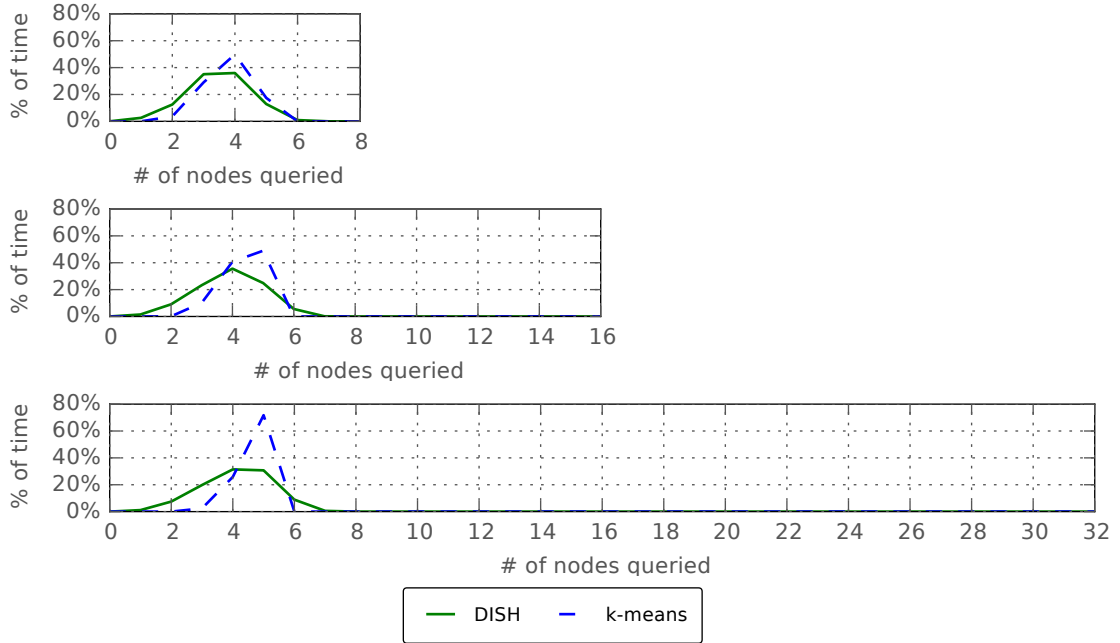 80%
60%
40%
20%
0%
% of time
0 2 4 6 8
# of nodes queried
80%
60%
40%
20%
0%
% of time
0 2 4 6 8 10 12 14 16
# of nodes queried
80%
60%
40%
20%
0%
% of time
0 2 4 6 8 10 12 14 16 18 20 22 24 26 28 30 32
# of nodes queried
DISH k-means